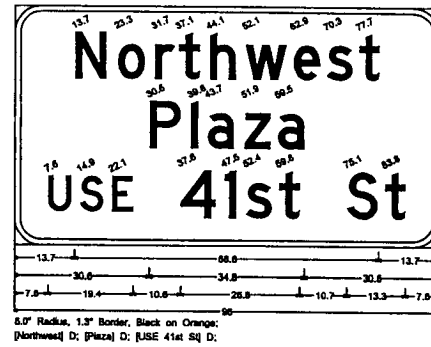 13.7 23.3 31.7 37.1 44.1 52.1 62.9 70.3 77.7
Northwest
30.6 39.6 43.7 51.9 59.5
Plaza
7.6 14.9 22.1 37.6 47.5 52.4 59.6 75.1 83.8
USE 41st St
13.7 68.6 13.7
30.6 34.8 30.6
7.6 19.4 10.6 25.8 10.7 13.3 7.6
96
6.0" Radius, 1.3" Border, Black on Orange;
[Northwest] D; [Plaza] D; [USE 41st St] D;